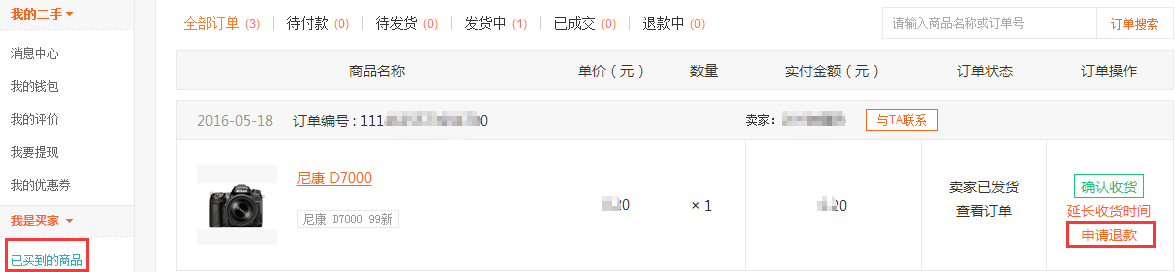 我的二手
消息中心
我的钱包
我的评价
我要提现
我的优惠券
我是买家
已买到的商品
全部订单 (3) 待付款 (0) 待发货 (0) 发货中 (1) 已成交 (0) 退款中 (0)
请输入商品名称或订单号 订单搜索
商品名称 单价(元) 数量 实付金额(元) 订单状态 订单操作
2016-05-18 订单编号 : 111 0 卖家: 与TA联系
尼康 D7000
尼康 D7000 99新
20
× 1
20
卖家已发货
查看订单
确认收货
延长收货时间
申请退款